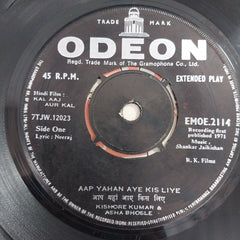 TRADE MARK
ODEON
Regd. Trade Mark of The Gramophone Co., Ltd.
45 R.P.M.
EXTENDED PLAY
Hindi Film :
KAL AAJ
AUR KAL
7TJW.12023
Side One
Lyric : Neeraj
EMOE.2114
Recording first
published 1971
Music :
Shankar Jaikishan
R. K. Films
AAP YAHAN AYE KIS LIYE
आप यहाँ आए किस लिए
KISHORE KUMAR &
ASHA BHOSLE